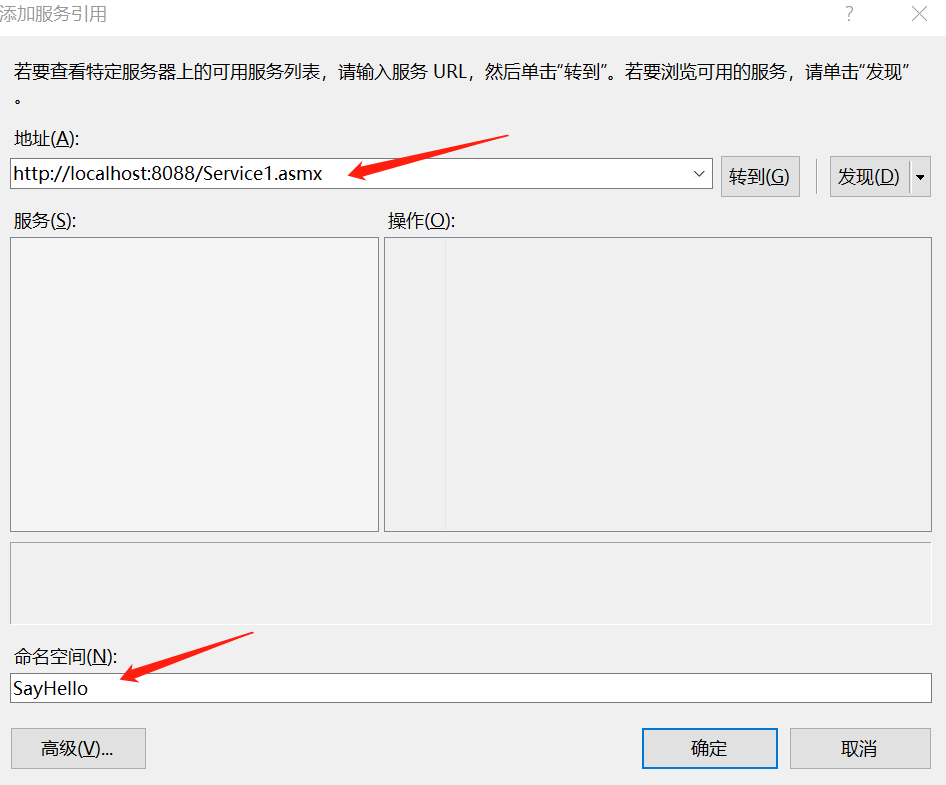 添加服务引用
?
若要查看特定服务器上的可用服务列表，请输入服务 URL，然后单击“转到”。若要浏览可用的服务，请单击“发现”
。
地址(A):
http://localhost:8088/Service1.asmx
转到(G)
发现(D)
服务(S):
操作(O):
命名空间(N):
SayHello
高级(V)...
确定
取消